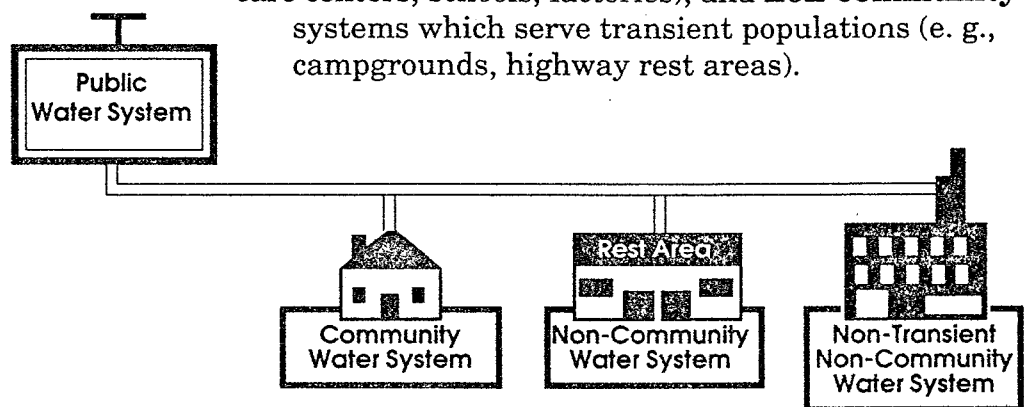 systems which serve transient populations (e. g.,
campgrounds, highway rest areas).
Public
Water System
Rest Area
Community
Water System
Non-Community
Water System
Non-Transient
Non-Community
Water System